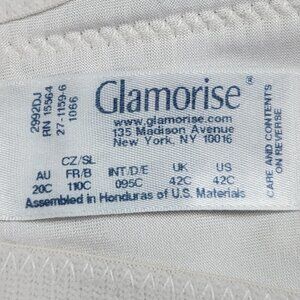 2992DJ
RN 15564
27-1159-6
1066
Glamorise®
www.glamorise.com
135 Madison Avenue
New York, NY 10016
CARE AND CONTENTS
ON REVERSE
AU CZ/SL FR/B INT/D/E UK US
20C 110C 095C 42C 42C
Assembled in Honduras of U.S. Materials